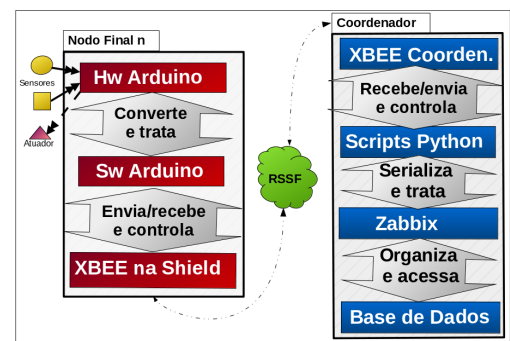 Nodo Final n
Sensores
Atuador
Hw Arduino
Converte
e trata
Sw Arduino
Envia/recebe
e controla
XBEE na Shield
RSSF
Coordenador
XBEE Coorden.
Recebe/envia
e controla
Scripts Python
Serializa
e trata
Zabbix
Organiza
e acessa
Base de Dados